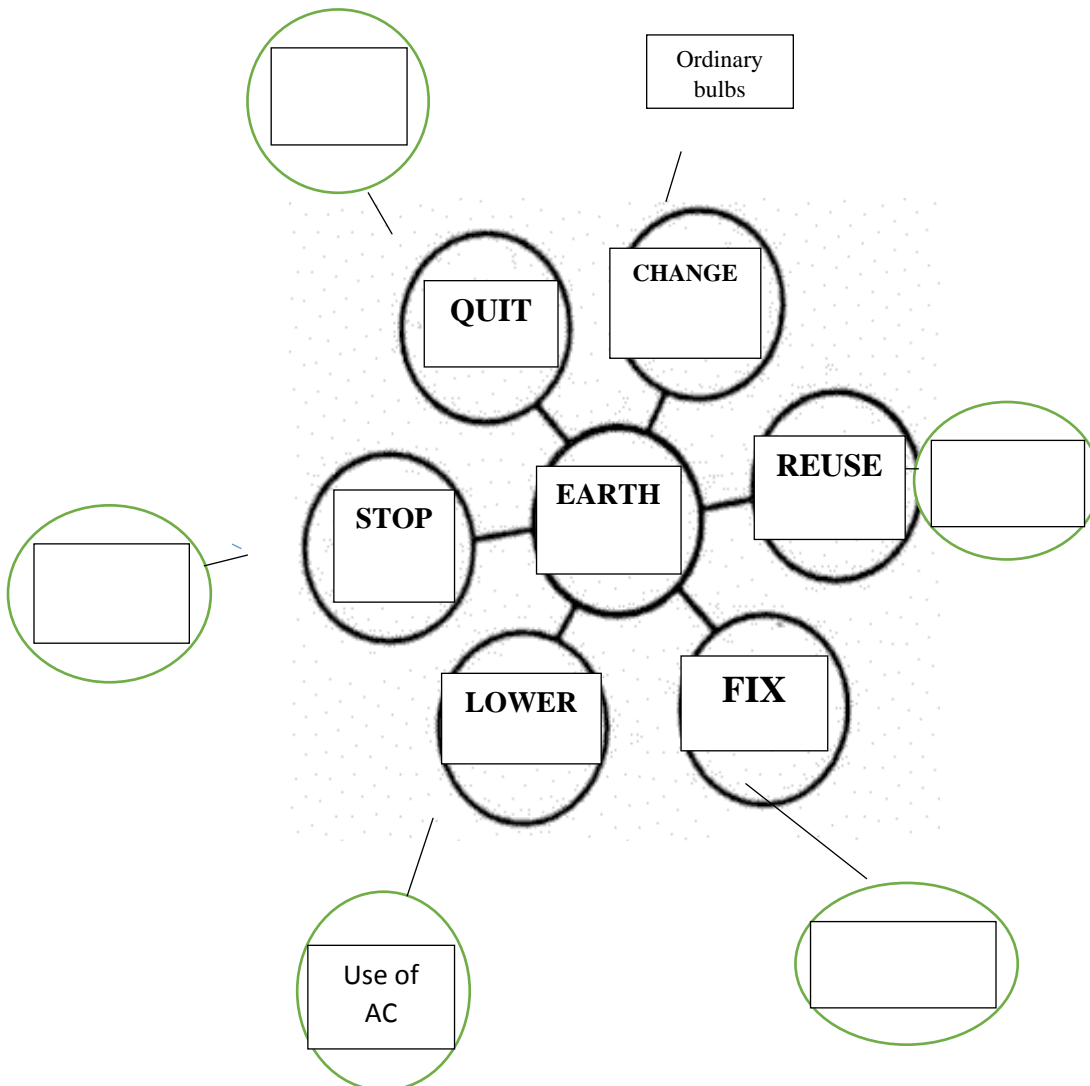 Ordinary
bulbs
CHANGE
QUIT
REUSE
EARTH
STOP
LOWER
FIX
Use of
AC